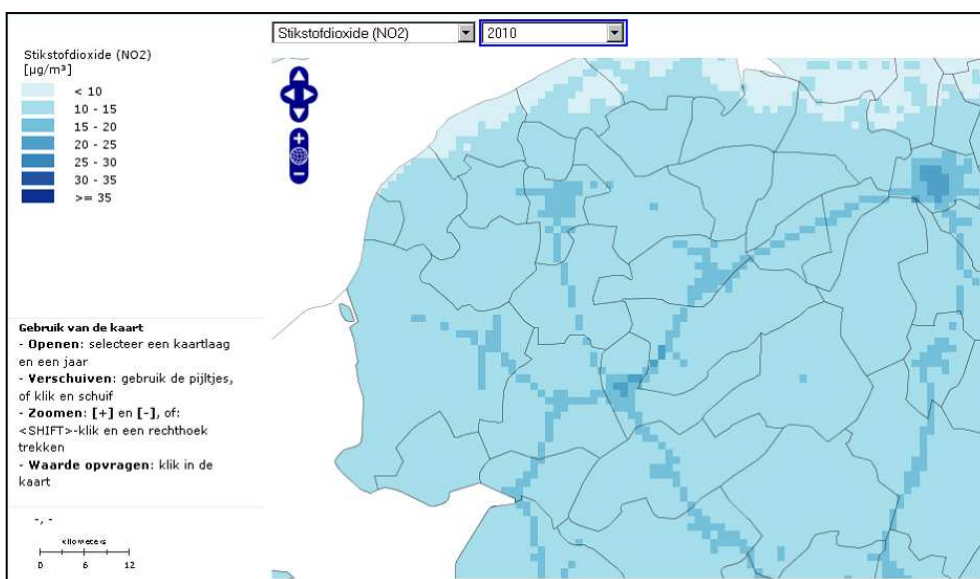 Stikstofdioxide (NO2)
2010
Stikstofdioxide (NO2)
[µg/m³]
< 10
10 - 15
15 - 20
20 - 25
25 - 30
30 - 35
>= 35
Gebruik van de kaart
- Openen: selecteer een kaartlaag
en een jaar
- Verschuiven: gebruik de pijltjes,
of klik en schuif
- Zoomen: [+] en [-], of:
<SHIFT>-klik en een rechthoek
trekken
- Waarde opvragen: klik in de
kaart
-, -
kilometers
0 6 12